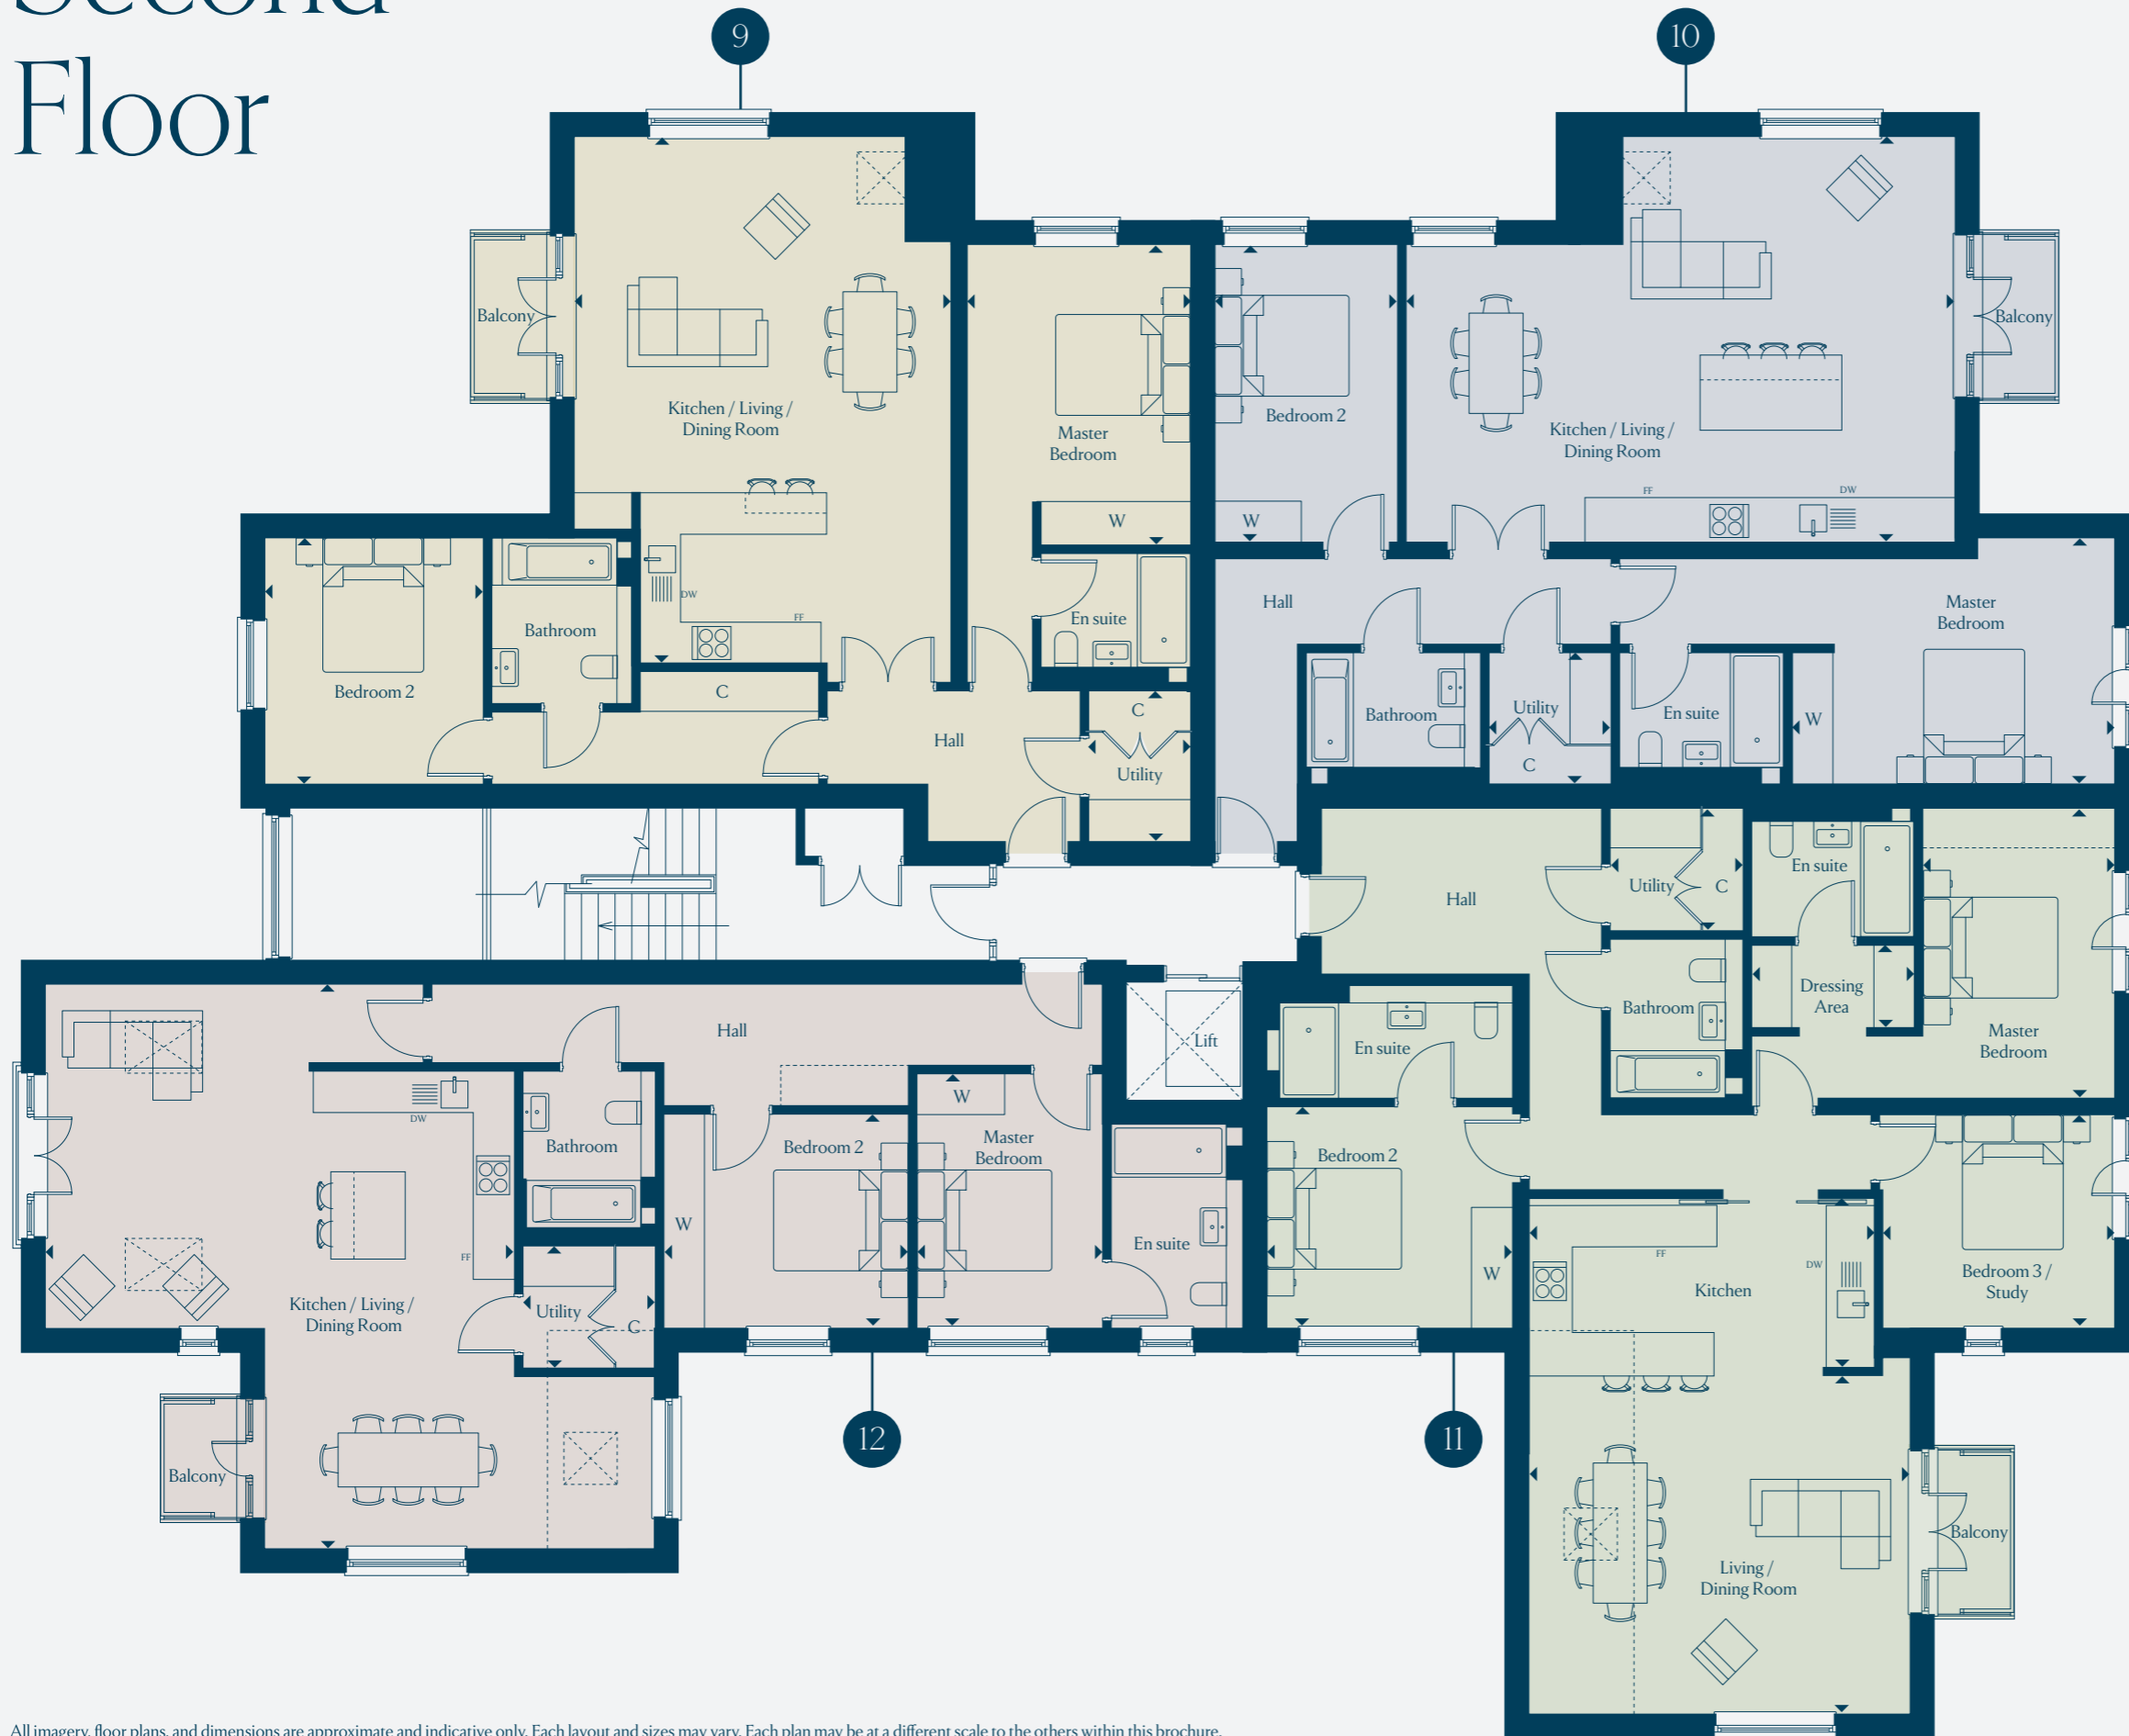 Second
Floor
9
10
Balcony
Kitchen / Living /
Dining Room
Master
Bedroom
W
Bedroom 2
W
Kitchen / Living /
Dining Room
Balcony
FF
DW
Bedroom 2
Bathroom
DW
FF
C
En suite
Hall
C
Utility
Hall
Bathroom
Utility
C
En suite
W
Master
Bedroom
Hall
Utility
C
En suite
Bathroom
Dressing
Area
Master
Bedroom
Lift
En suite
Bedroom 2
W
Hall
Bathroom
DW
FF
Kitchen / Living /
Dining Room
Utility
C
W
Bedroom 2
W
Master
Bedroom
En suite
FF
DW
Kitchen
Bedroom 3 /
Study
12
11
Balcony
Living /
Dining Room
Balcony
All imagery, floor plans, and dimensions are approximate and indicative only. Each layout and sizes may vary. Each plan may be at a different scale to the others within this brochure.